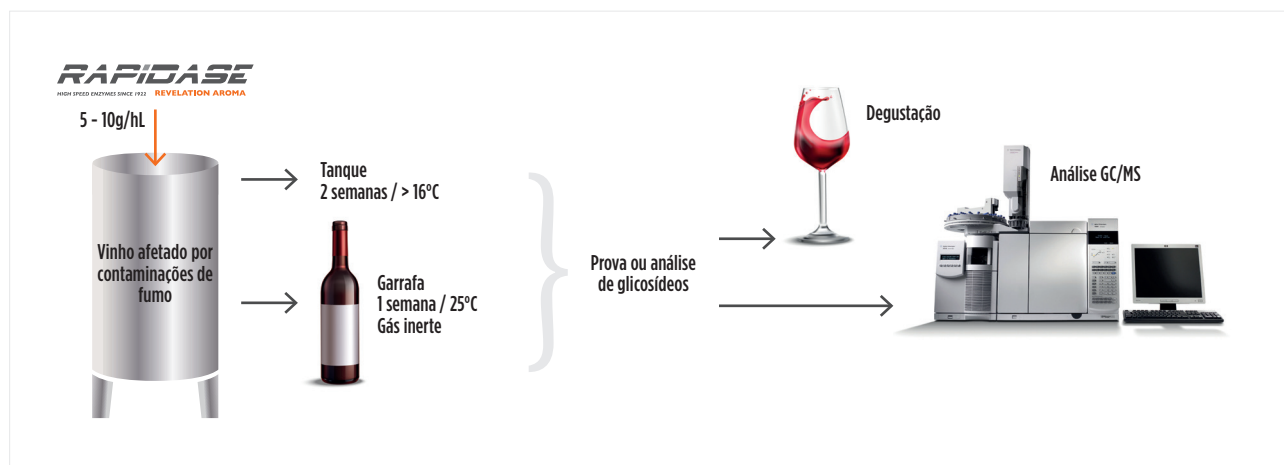 RAPIDASE
HIGH SPEED ENZYMES SINCE 1922 REVELATION AROMA
5 - 10g/hL
Vinho afetado por
contaminações de
fumo
Tanque
2 semanas / > 16ºC
Garrafa
1 semana / 25ºC
Gás inerte
Prova ou análise
de glicosídeos
Degustação
Análise GC/MS